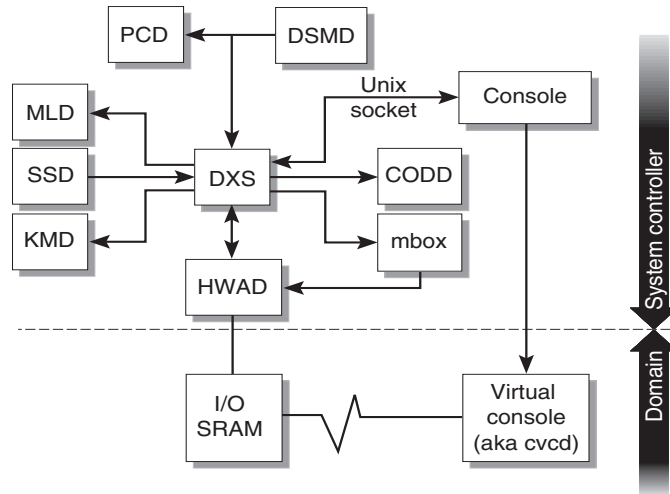 PCD
DSMD
Unix
socket
Console
MLD
SSD
DXS
CODD
KMD
mbox
HWAD
System controller
I/O
SRAM
Virtual
console
(aka cvcd)
Domain